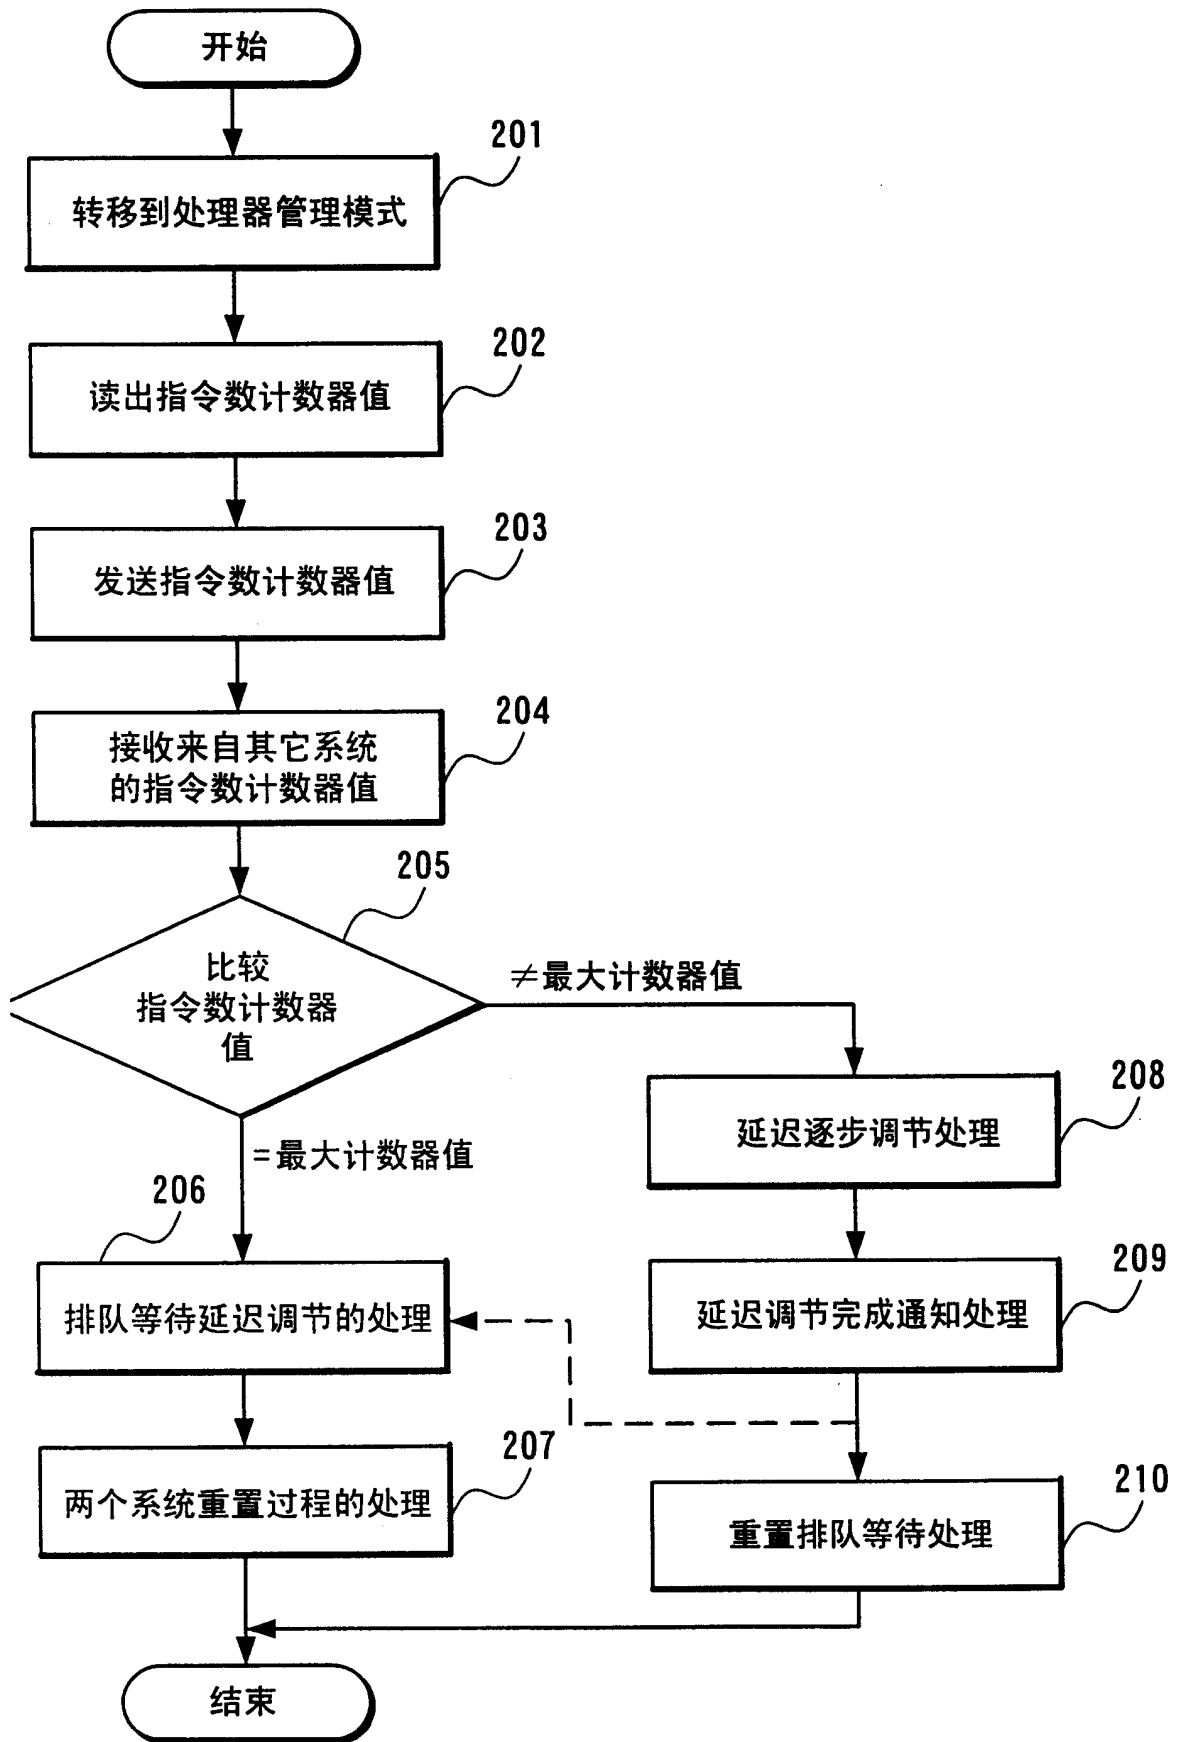 开始
201
转移到处理器管理模式
202
读出指令数计数器值
203
发送指令数计数器值
204
接收来自其它系统
的指令数计数器值
205
比较
指令数计数器
值
≠最大计数器值
=最大计数器值
208
延迟逐步调节处理
206
排队等待延迟调节的处理
209
延迟调节完成通知处理
207
两个系统重置过程的处理
210
重置排队等待处理
结束